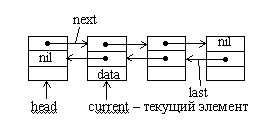 next
nil
nil
data
last
head
current – текущий элемент